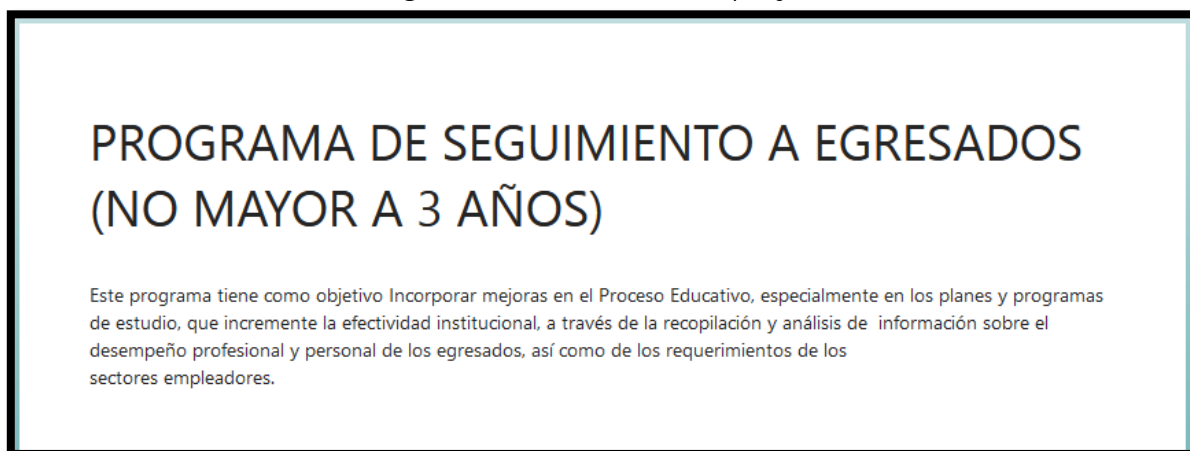 PROGRAMA DE SEGUIMIENTO A EGRESADOS
(NO MAYOR A 3 AÑOS)
Este programa tiene como objetivo Incorporar mejoras en el Proceso Educativo, especialmente en los planes y programas
de estudio, que incremente la efectividad institucional, a través de la recopilación y análisis de  información sobre el
desempeño profesional y personal de los egresados, así como de los requerimientos de los
sectores empleadores.